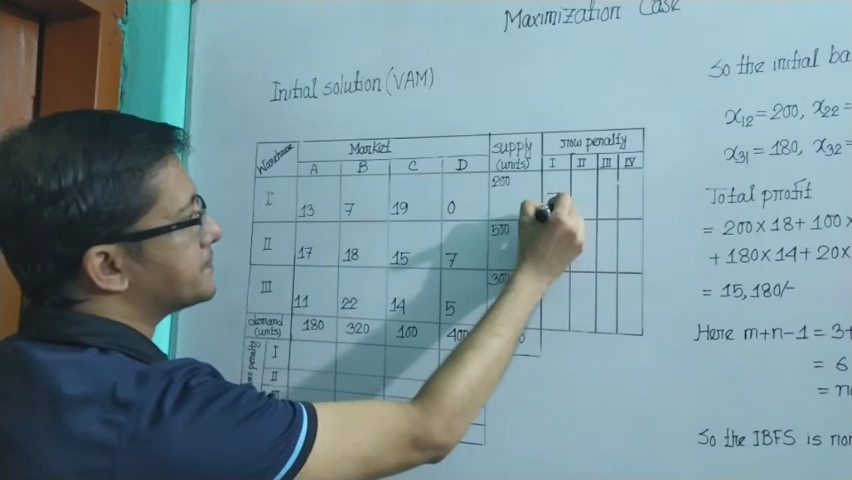 Maximization Case
Initial solution (VAM)
Warehouse Market supply (units) row penalty
A B C D I II III IV
I 13 7 19 0 200
II 17 18 15 7 500
III 11 22 14 5 300
demand (units) 180 320 100 400
penalty I
II
So the initial
x12 = 200, x22 =
x31 = 180, x32 =
Total profit
= 200 x 18 + 100 x
+ 180 x 14 + 20 x
= 15,180/-
Here m+n-1 = 3+
= 6
So the IBFS is